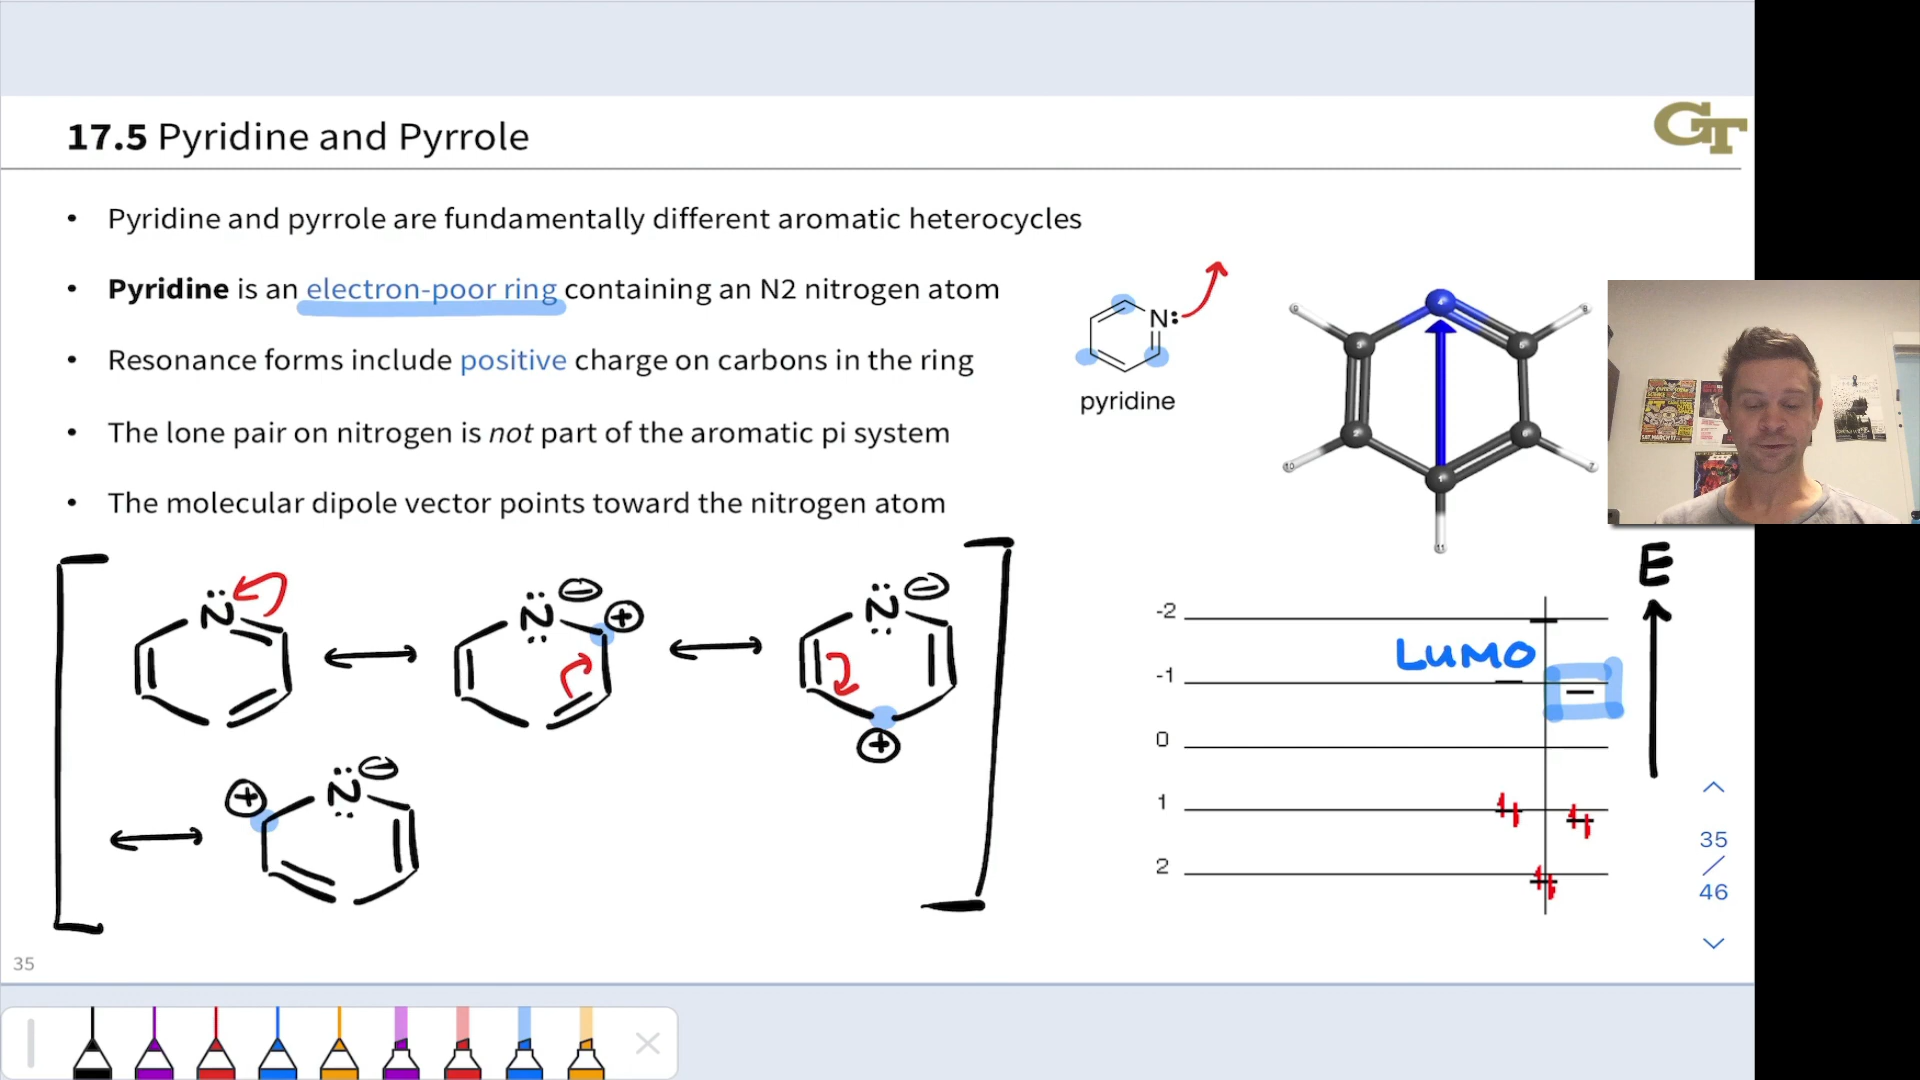 17.5 Pyridine and Pyrrole
GT
• Pyridine and pyrrole are fundamentally different aromatic heterocycles
• Pyridine is an electron-poor ring containing an N2 nitrogen atom
• Resonance forms include positive charge on carbons in the ring
• The lone pair on nitrogen is not part of the aromatic pi system
• The molecular dipole vector points toward the nitrogen atom
N:
pyridine
N ⊖
N ⊖ ⊕
N
⊕
⊕ N ⊖
E
-2
LUMO
-1
0
1
2
35
/
46
35